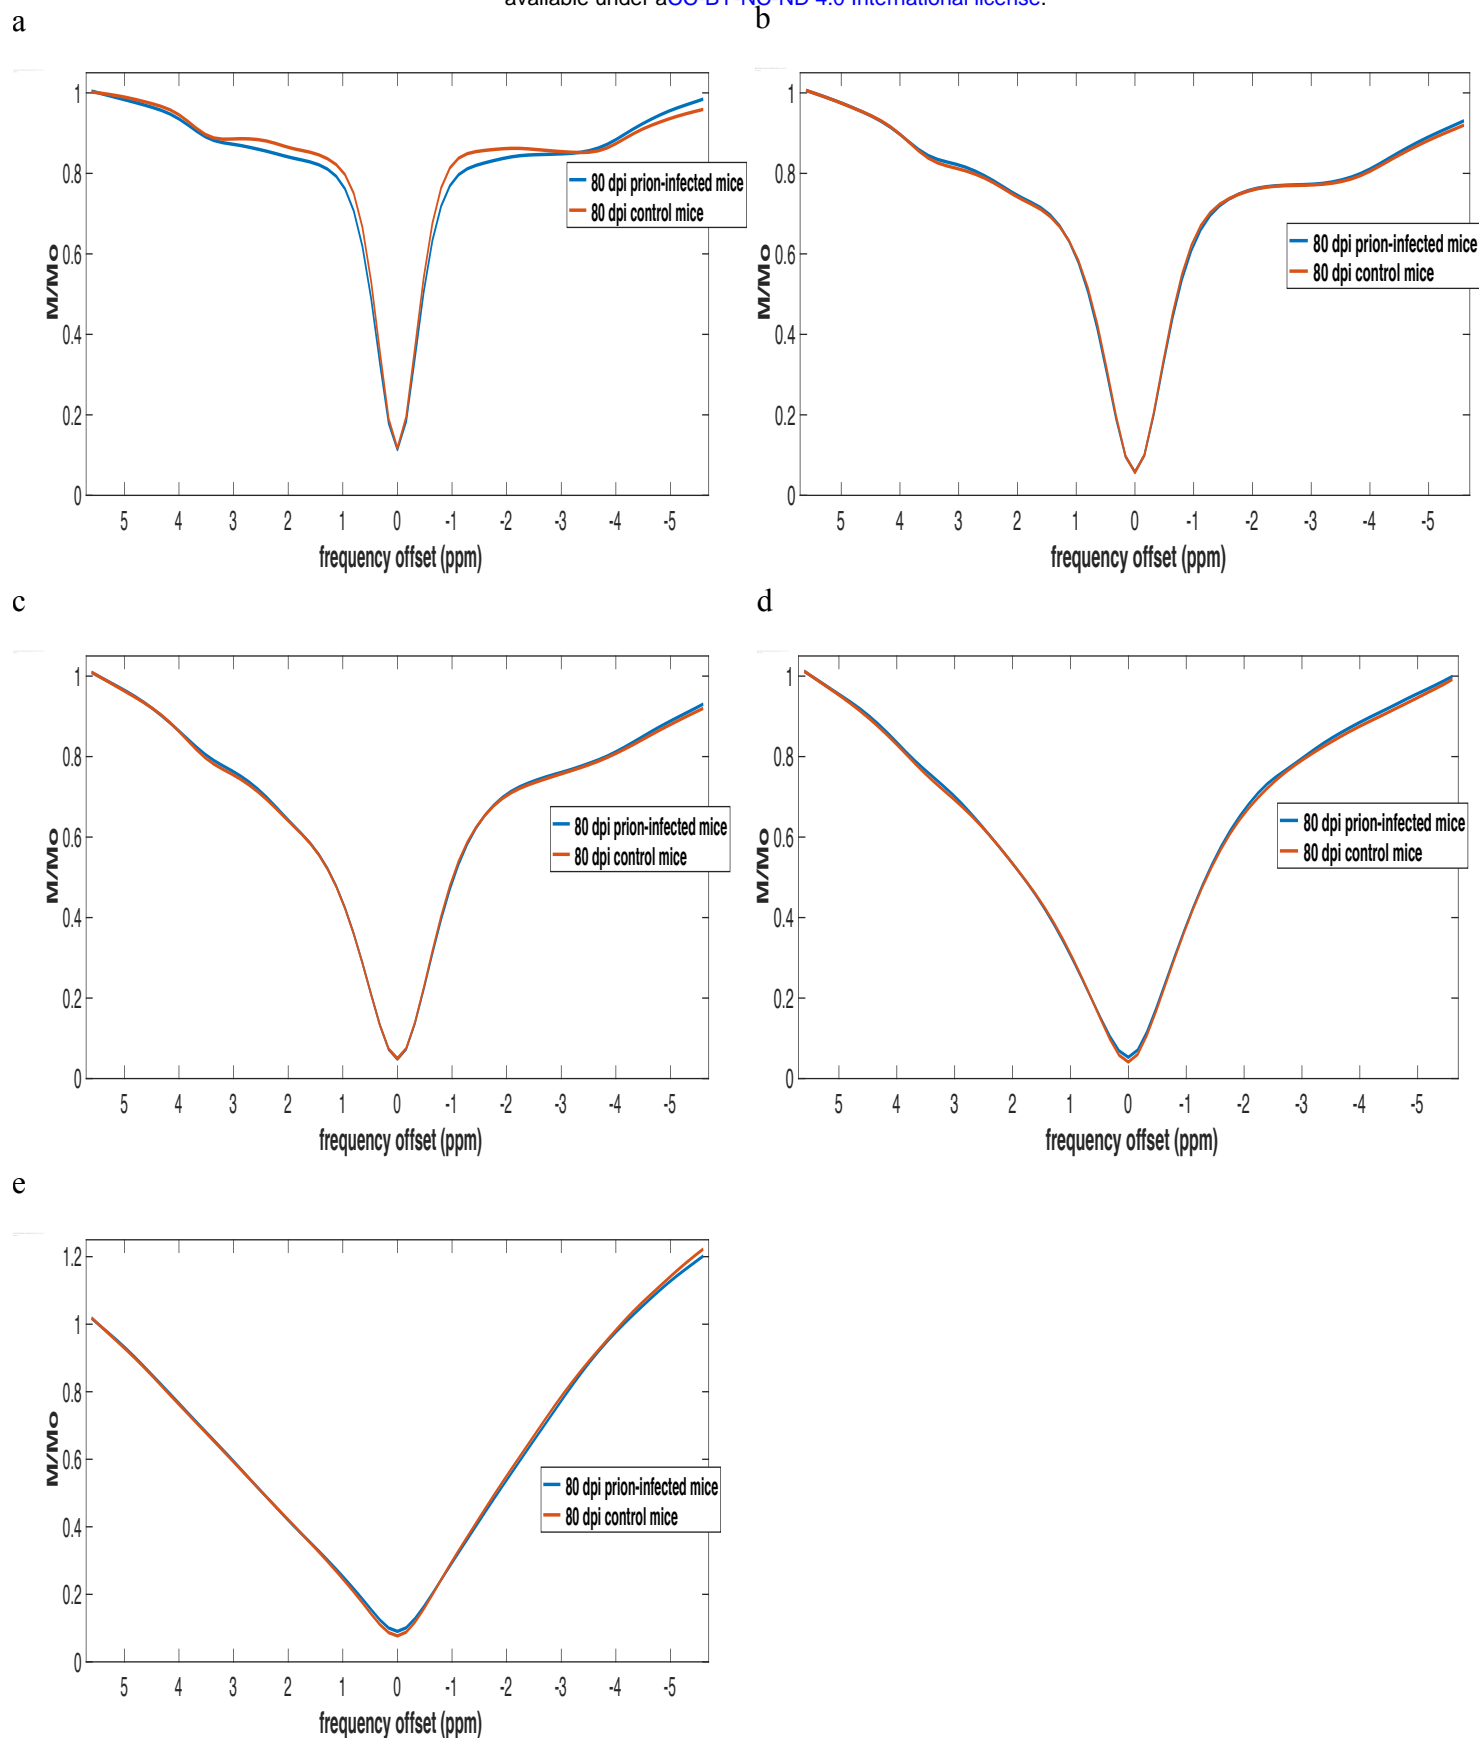 available under aCC-BY-NC-ND 4.0 International license.
a
1
0.8
0.6
0.4
0.2
0
M/Mo
80 dpi prion-infected mice
80 dpi control mice
5 4 3 2 1 0 -1 -2 -3 -4 -5
frequency offset (ppm)
b
1
0.8
0.6
0.4
0.2
0
M/Mo
80 dpi prion-infected mice
80 dpi control mice
5 4 3 2 1 0 -1 -2 -3 -4 -5
frequency offset (ppm)
c
1
0.8
0.6
0.4
0.2
0
M/Mo
80 dpi prion-infected mice
80 dpi control mice
5 4 3 2 1 0 -1 -2 -3 -4 -5
frequency offset (ppm)
d
1
0.8
0.6
0.4
0.2
0
M/Mo
80 dpi prion-infected mice
80 dpi control mice
5 4 3 2 1 0 -1 -2 -3 -4 -5
frequency offset (ppm)
e
1.2
1
0.8
0.6
0.4
0.2
0
M/Mo
80 dpi prion-infected mice
80 dpi control mice
5 4 3 2 1 0 -1 -2 -3 -4 -5
frequency offset (ppm)